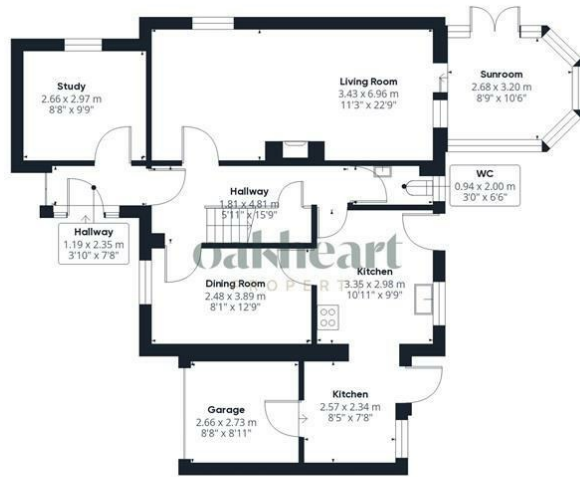 Study
2.66 x 2.97 m
8'8" x 9'9"
Living Room
3.43 x 6.96 m
11'3" x 22'9"
Sunroom
2.68 x 3.20 m
8'9" x 10'6"
WC
0.94 x 2.00 m
3'0" x 6'6"
Hallway
1.81 x 4.81 m
5'11" x 15'9"
Hallway
1.19 x 2.35 m
3'10" x 7'8"
oakheart
PROPERTY
Dining Room
2.48 x 3.89 m
8'1" x 12'9"
Kitchen
3.35 x 2.98 m
10'11" x 9'9"
Kitchen
2.57 x 2.34 m
8'5" x 7'8"
Garage
2.66 x 2.73 m
8'8" x 8'11"